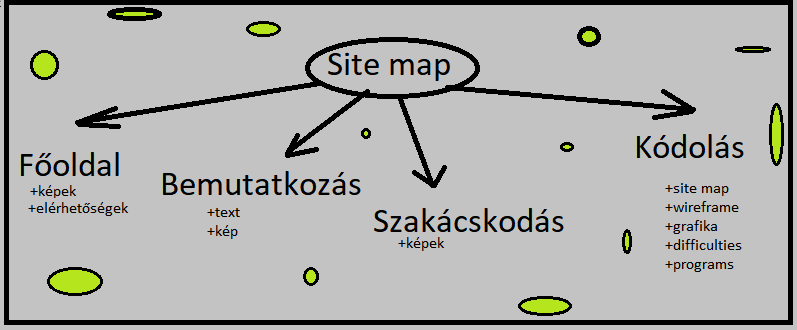 Site map
Főoldal
+képek
+elérhetőségek
Bemutatkozás
+text
+kép
Szakácskodás
+képek
Kódolás
+site map
+wireframe
+grafika
+difficulties
+programs